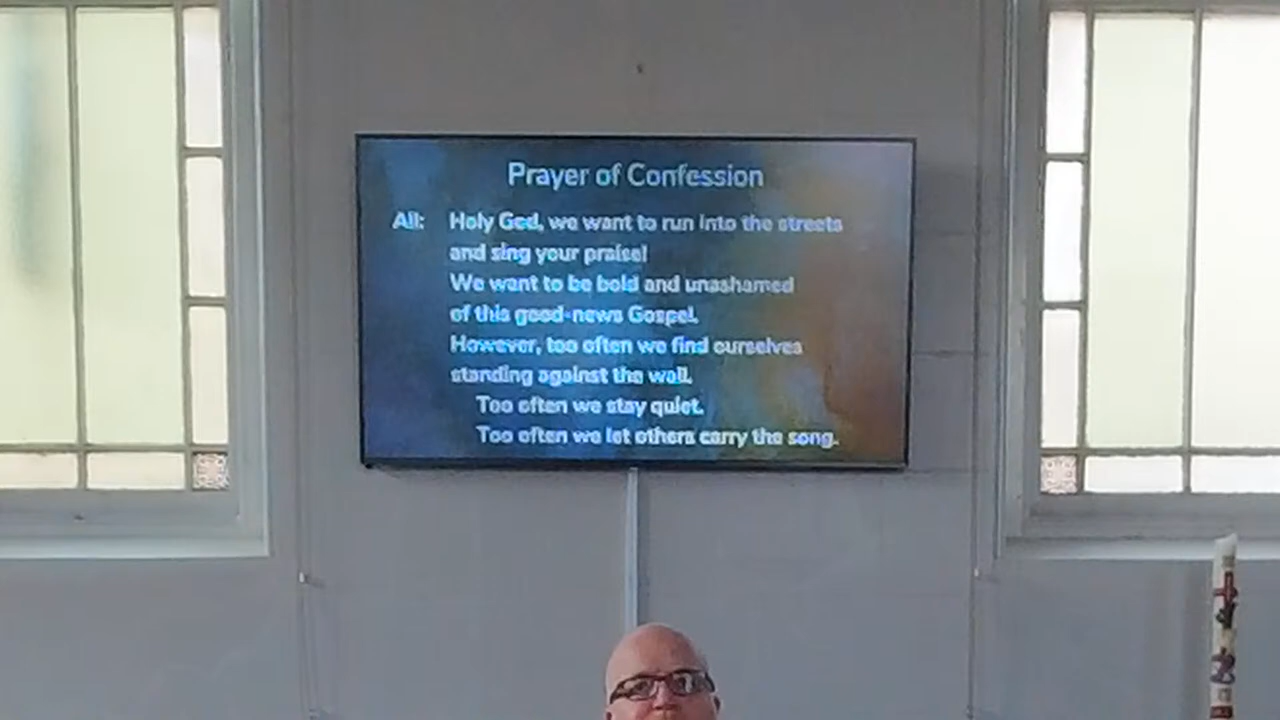 Prayer of Confession
All: Holy God, we want to run into the streets
and sing your praise!
We want to be bold and unashamed
of this good-news Gospel.
However, too often we find ourselves
standing against the wall.
Too often we stay quiet.
Too often we let others carry the song.